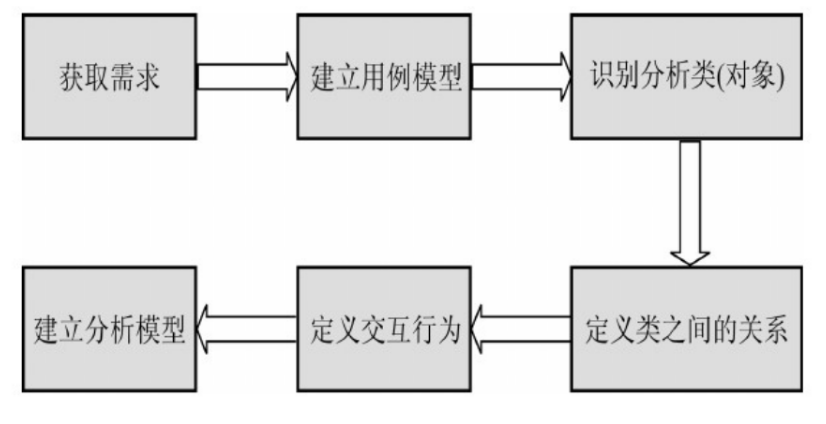 获取需求
建立用例模型
识别分析类(对象)
定义类之间的关系
定义交互行为
建立分析模型